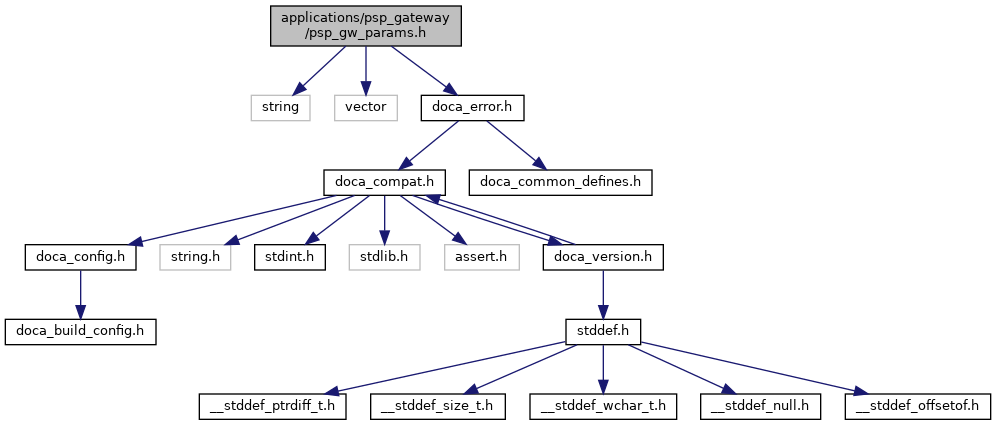 applications/psp_gateway
/psp_gw_params.h
string
vector
doca_error.h
doca_compat.h
doca_common_defines.h
doca_config.h
string.h
stdint.h
stdlib.h
assert.h
doca_version.h
doca_build_config.h
stddef.h
__stddef_ptrdiff_t.h
__stddef_size_t.h
__stddef_wchar_t.h
__stddef_null.h
__stddef_offsetof.h